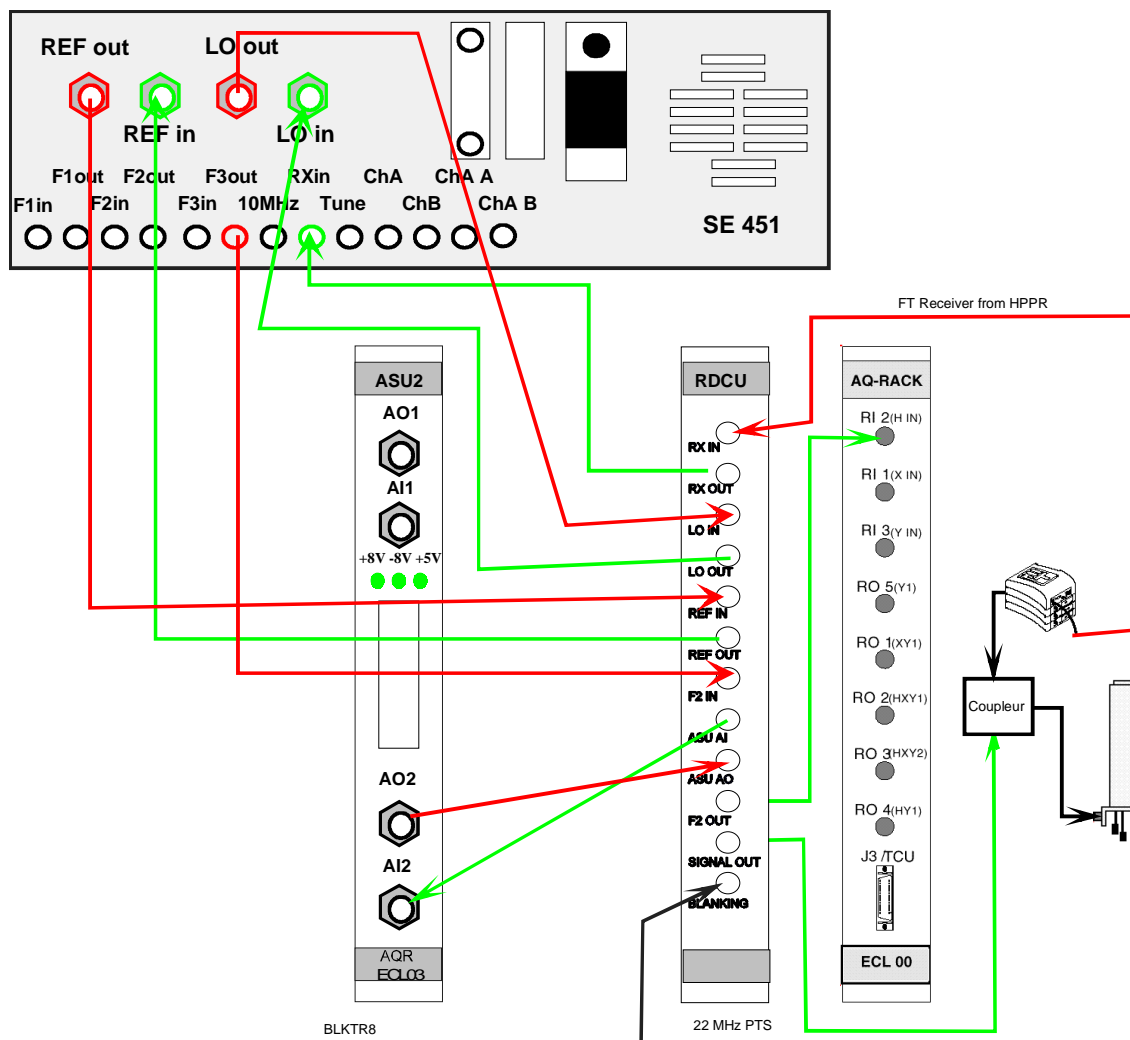 REF out LO out
REF in LO in
F1out F2out F3out RXin ChA ChA A
F1in F2in F3in 10MHz Tune ChB ChA B
SE 451
FT Receiver from HPPR
ASU2
AO1
AI1
+8V -8V +5V
AO2
AI2
AQR
ECL03
BLKTR8
RDCU
RX IN
RX OUT
LO IN
LO OUT
REF IN
REF OUT
F2 IN
ASU AI
ASU AO
F2 OUT
SIGNAL OUT
BLANKING
22 MHz PTS
AQ-RACK
RI 2(H IN)
RI 1(X IN)
RI 3(Y IN)
RO 5(Y1)
RO 1(XY1)
RO 2(HXY1)
RO 3(HXY2)
RO 4(HY1)
J3 /TCU
ECL 00
Coupleur